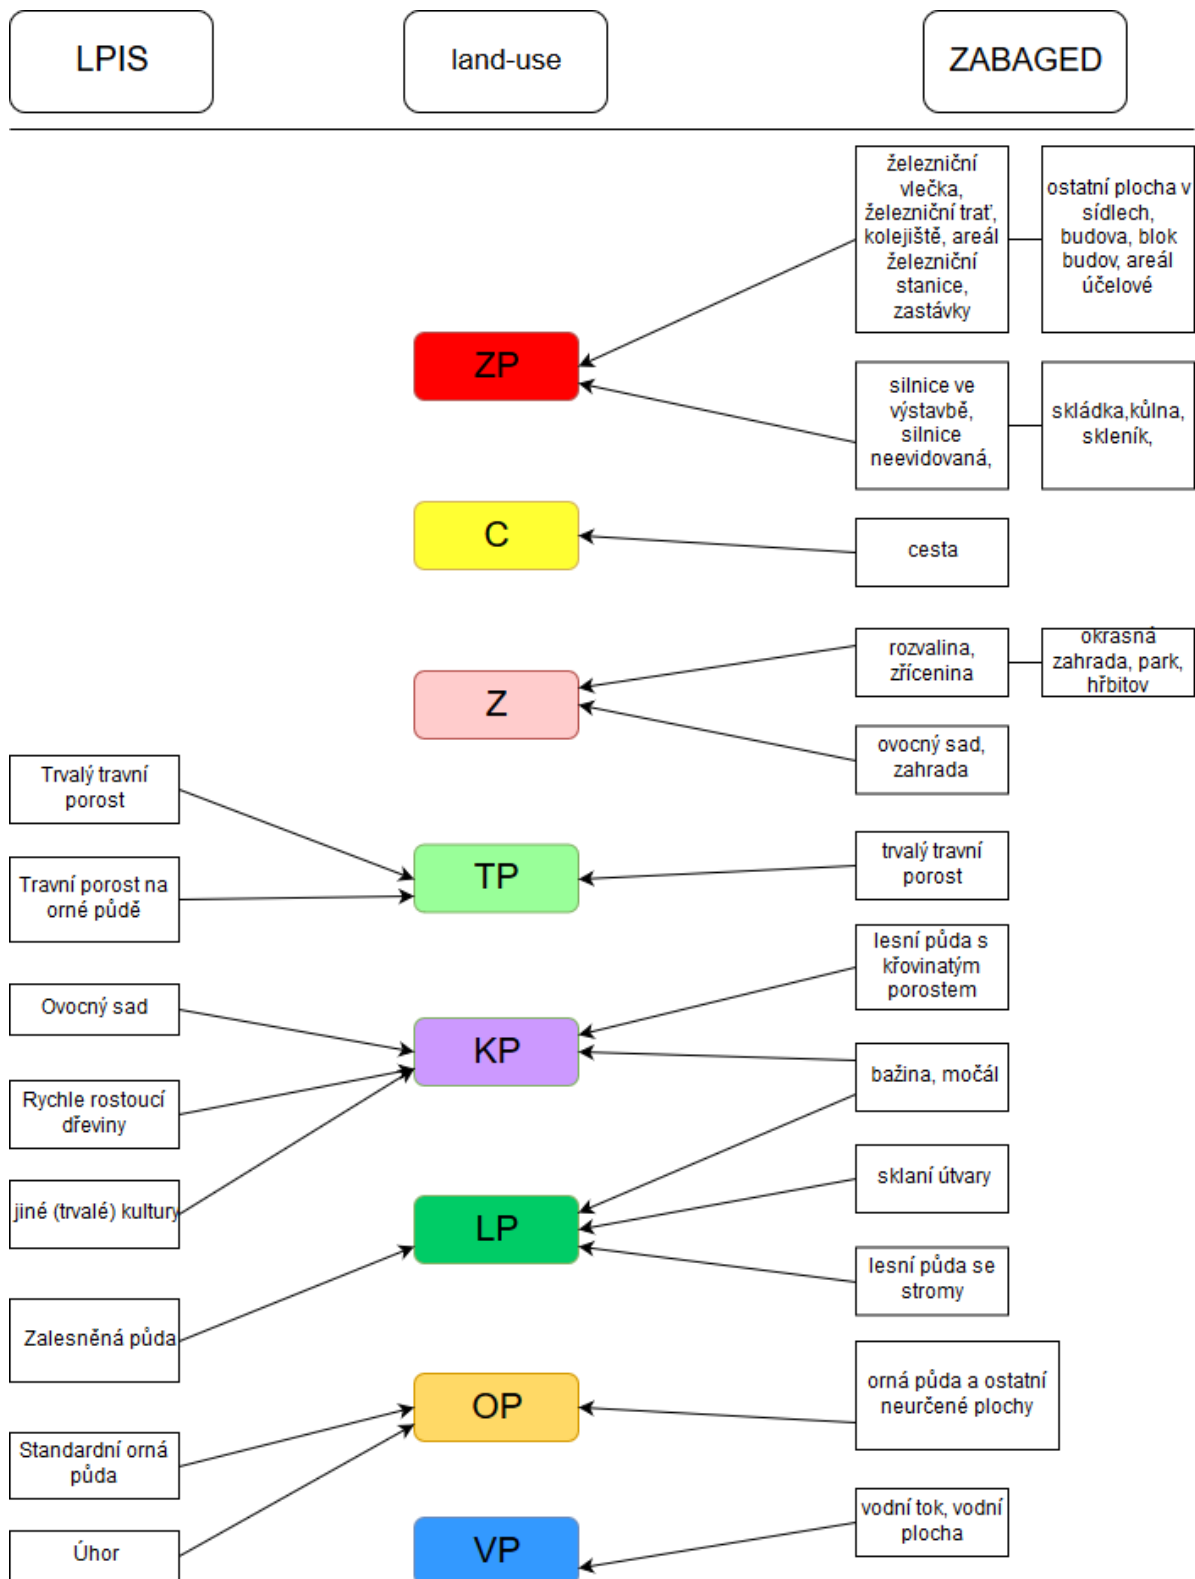 LPIS
land-use
ZABAGED
železniční
vlečka,
železniční trať,
kolejiště, areál
železniční
stanice,
zastávky
ostatní plocha v
sídlech,
budova, blok
budov, areál
účelové
ZP
silnice ve
výstavbě,
silnice
neevidovaná,
skládka,kůlna,
skleník,
C
cesta
Z
rozvalina,
zřícenina
okrasná
zahrada, park,
hřbitov
ovocný sad,
zahrada
Trvalý travní
porost
Travní porost na
orné půdě
TP
trvalý travní
porost
Ovocný sad
Rychle rostoucí
dřeviny
jiné (trvalé) kultury
KP
lesní půda s
křovinatým
porostem
bažina, močál
Zalesněná půda
LP
sklaní útvary
lesní půda se
stromy
Standardní orná
půda
Úhor
OP
orná půda a ostatní
neurčené plochy
VP
vodní tok, vodní
plocha